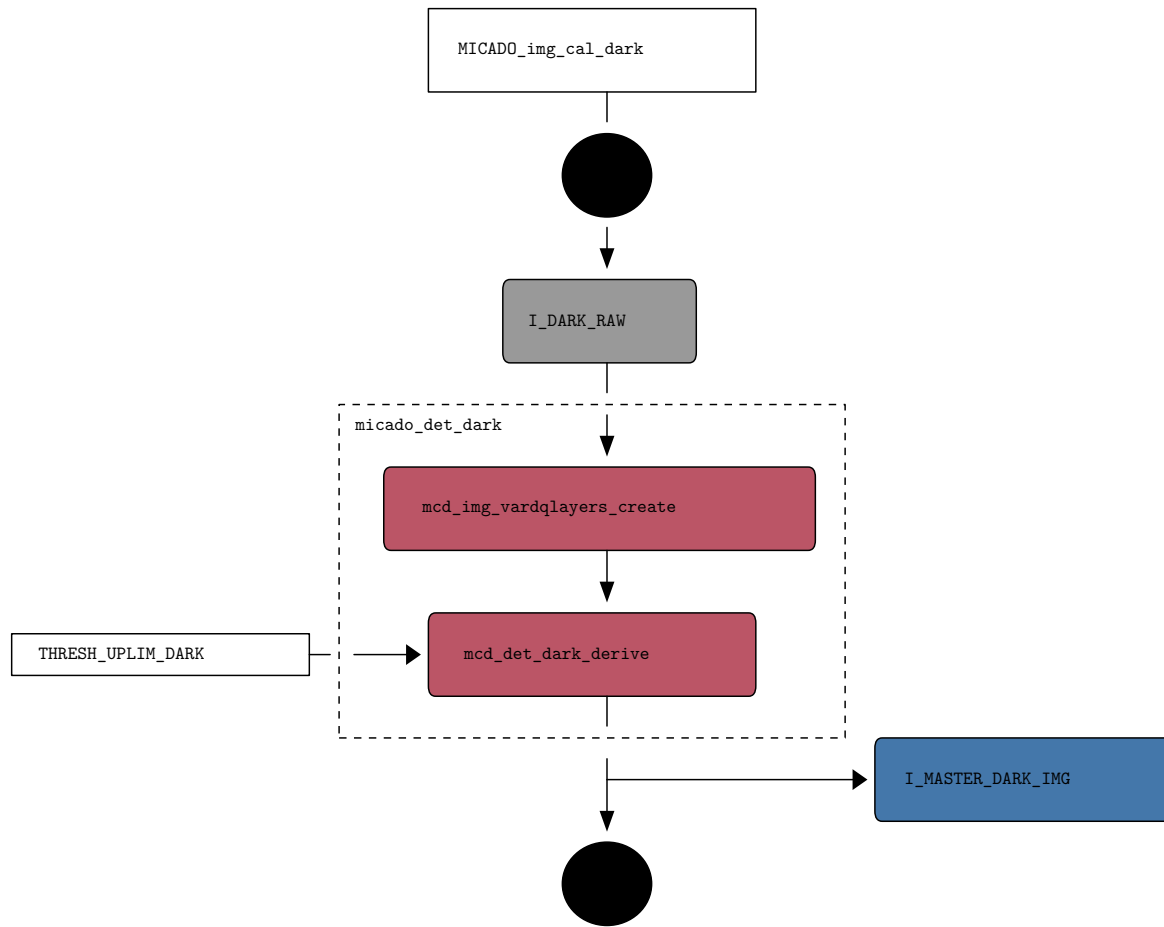 MICADO_img_cal_dark
I_DARK_RAW
micado_det_dark
mcd_img_vardqlayers_create
THRESH_UPLIM_DARK
mcd_det_dark_derive
I_MASTER_DARK_IMG